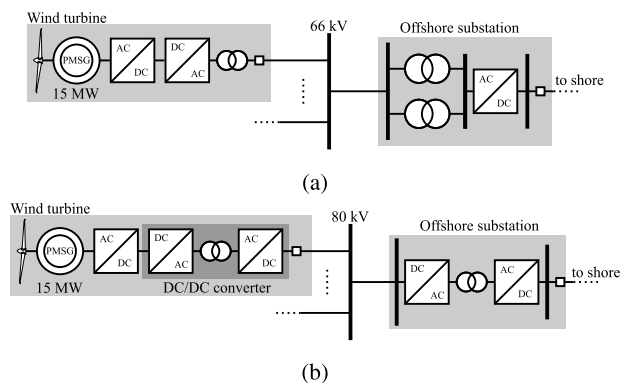 Wind turbine
66 kV
Offshore substation
PMSG
AC
DC
DC
AC
AC
DC
to shore
15 MW
(a)
Wind turbine
80 kV
Offshore substation
PMSG
AC
DC
DC
AC
AC
DC
DC
AC
AC
DC
to shore
15 MW
DC/DC converter
(b)